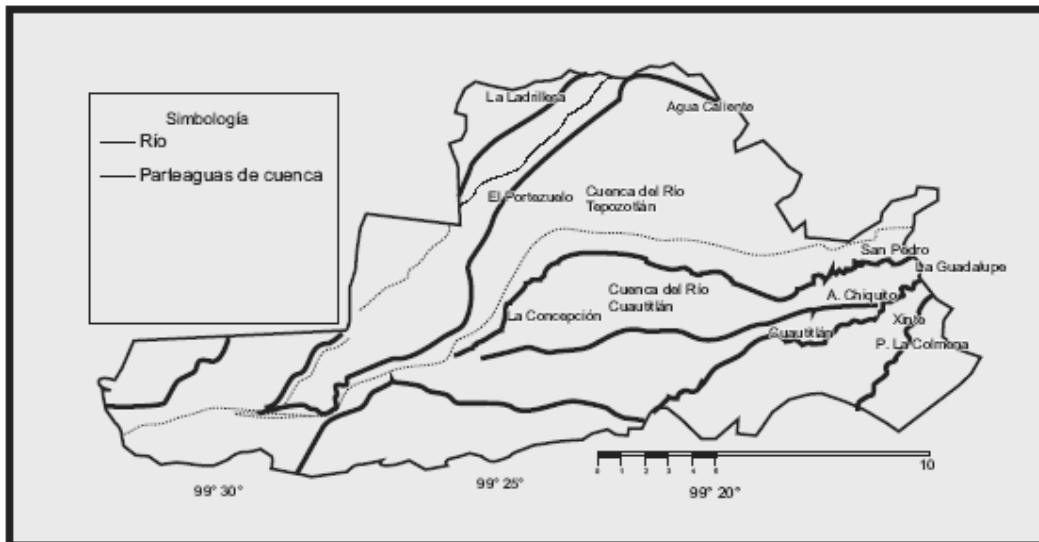 La Ladrillera
Agua Caliente
Simbología
Río
Parteaguas de cuenca
El Portezuelo
Cuenca del Río
Tepozotlán
San Pedro
La Guadalupe
Cuenca del Río
Cuautitlán
A. Chiquito
La Concepción
Xinte
Cuautitlán
P. La Colmena
0 1 2 3 4 5 10
99° 30'
99° 25'
99° 20'